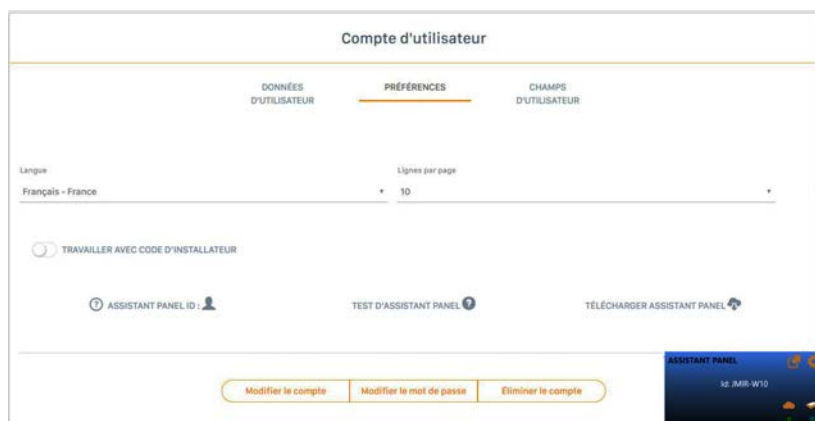 Compte d'utilisateur
DONNÉES
D'UTILISATEUR
PRÉFÉRENCES
CHAMPS
D'UTILISATEUR
Langue
Lignes par page
Français - France
10
TRAVAILLER AVEC CODE D'INSTALLATEUR
ASSISTANT PANEL ID :
TEST D'ASSISTANT PANEL
TÉLÉCHARGER ASSISTANT PANEL
ASSISTANT PANEL
Id: JMIR-W10
Modifier le compte
Modifier le mot de passe
Éliminer le compte